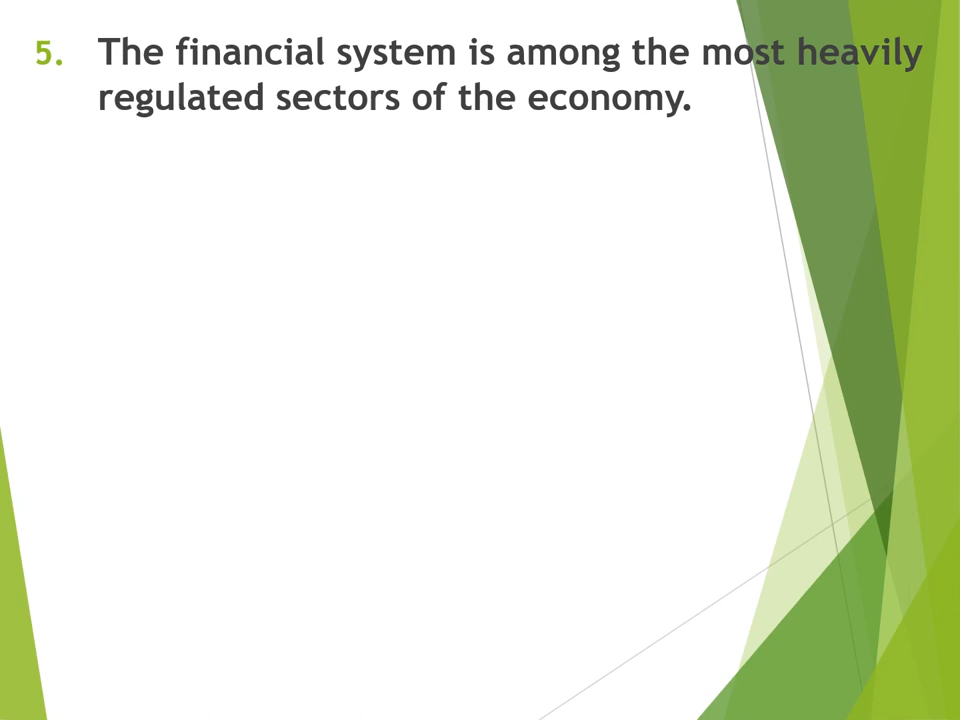 5. The financial system is among the most heavily
regulated sectors of the economy.